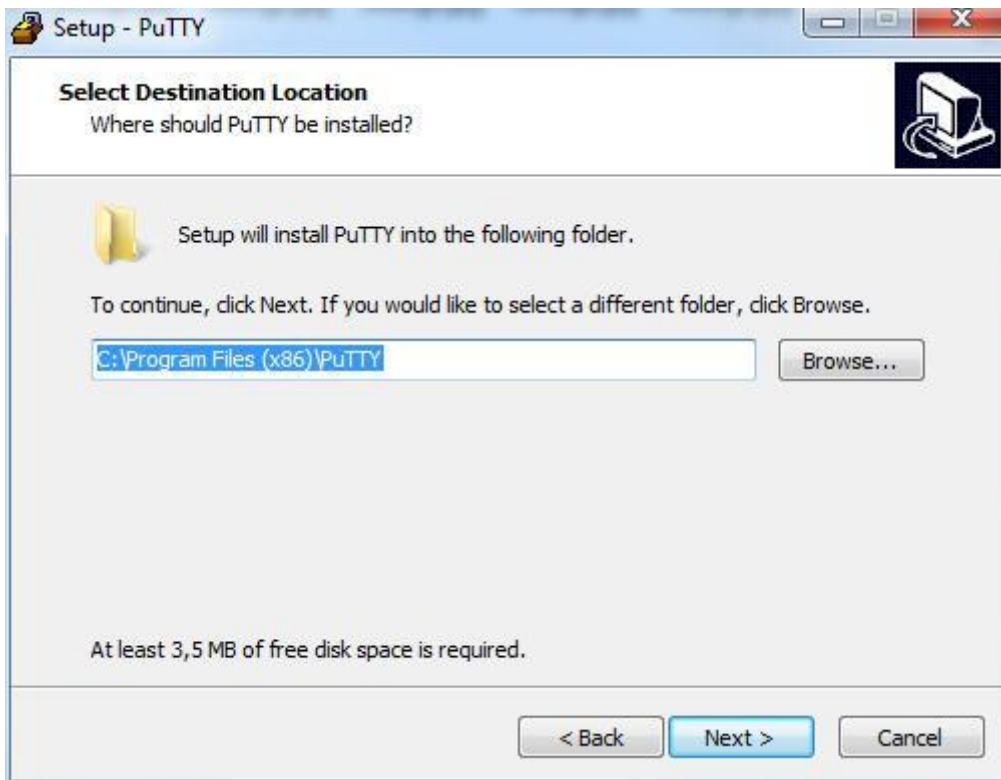 Setup - PuTTY
Select Destination Location
Where should PuTTY be installed?
Setup will install PuTTY into the following folder.
To continue, click Next. If you would like to select a different folder, click Browse.
C:\Program Files (x86)\PuTTY
Browse...
At least 3,5 MB of free disk space is required.
< Back
Next >
Cancel